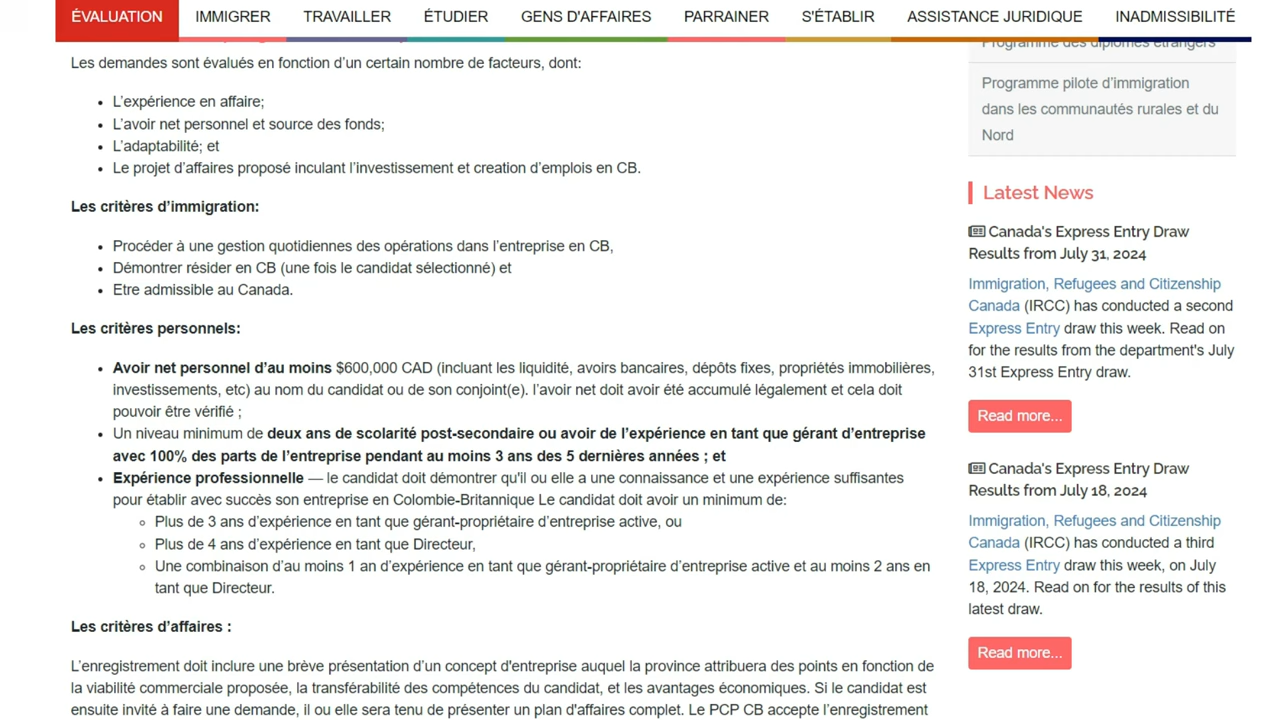 ÉVALUATION IMMIGRER TRAVAILLER ÉTUDIER GENS D'AFFAIRES PARRAINER S'ÉTABLIR ASSISTANCE JURIDIQUE INADMISSIBILITÉ
Les demandes sont évalués en fonction d’un certain nombre de facteurs, dont:
L’expérience en affaire;
L’avoir net personnel et source des fonds;
L’adaptabilité; et
Le projet d’affaires proposé inculant l’investissement et creation d’emplois en CB.
Les critères d’immigration:
Procéder à une gestion quotidiennes des opérations dans l’entreprise en CB,
Démontrer résider en CB (une fois le candidat sélectionné) et
Etre admissible au Canada.
Les critères personnels:
Avoir net personnel d’au moins $600,000 CAD (incluant les liquidité, avoirs bancaires, dépôts fixes, propriétés immobilières,
investissements, etc) au nom du candidat ou de son conjoint(e). l’avoir net doit avoir été accumulé légalement et cela doit
pouvoir être vérifié ;
Un niveau minimum de deux ans de scolarité post-secondaire ou avoir de l’expérience en tant que gérant d’entreprise
avec 100% des parts de l’entreprise pendant au moins 3 ans des 5 dernières années ; et
Expérience professionnelle — le candidat doit démontrer qu'il ou elle a une connaissance et une expérience suffisantes
pour établir avec succès son entreprise en Colombie-Britannique Le candidat doit avoir un minimum de:
Plus de 3 ans d’expérience en tant que gérant-propriétaire d’entreprise active, ou
Plus de 4 ans d’expérience en tant que Directeur,
Une combinaison d’au moins 1 an d’expérience en tant que gérant-propriétaire d’entreprise active et au moins 2 ans en
tant que Directeur.
Les critères d’affaires :
L’enregistrement doit inclure une brève présentation d’un concept d'entreprise auquel la province attribuera des points en fonction de
la viabilité commerciale proposée, la transférabilité des compétences du candidat, et les avantages économiques. Si le candidat est
ensuite invité à faire une demande, il ou elle sera tenu de présenter un plan d'affaires complet. Le PCP CB accepte l’enregistrement
Programme des diplômés étrangers
Programme pilote d’immigration
dans les communautés rurales et du
Nord
Latest News
Canada's Express Entry Draw
Results from July 31, 2024
Immigration, Refugees and Citizenship
Canada (IRCC) has conducted a second
Express Entry draw this week. Read on
for the results from the department's July
31st Express Entry draw.
Read more...
Canada's Express Entry Draw
Results from July 18, 2024
Immigration, Refugees and Citizenship
Canada (IRCC) has conducted a third
Express Entry draw this week, on July
18, 2024. Read on for the results of this
latest draw.
Read more...